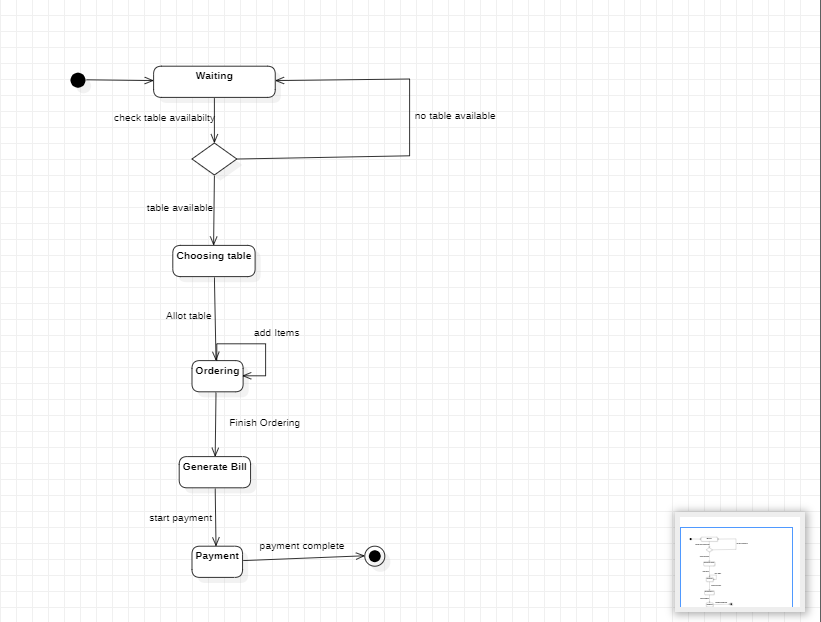 Waiting
check table availabilty
no table available
table available
Choosing table
Allot table
add Items
Ordering
Finish Ordering
Generate Bill
start payment
Payment
payment complete